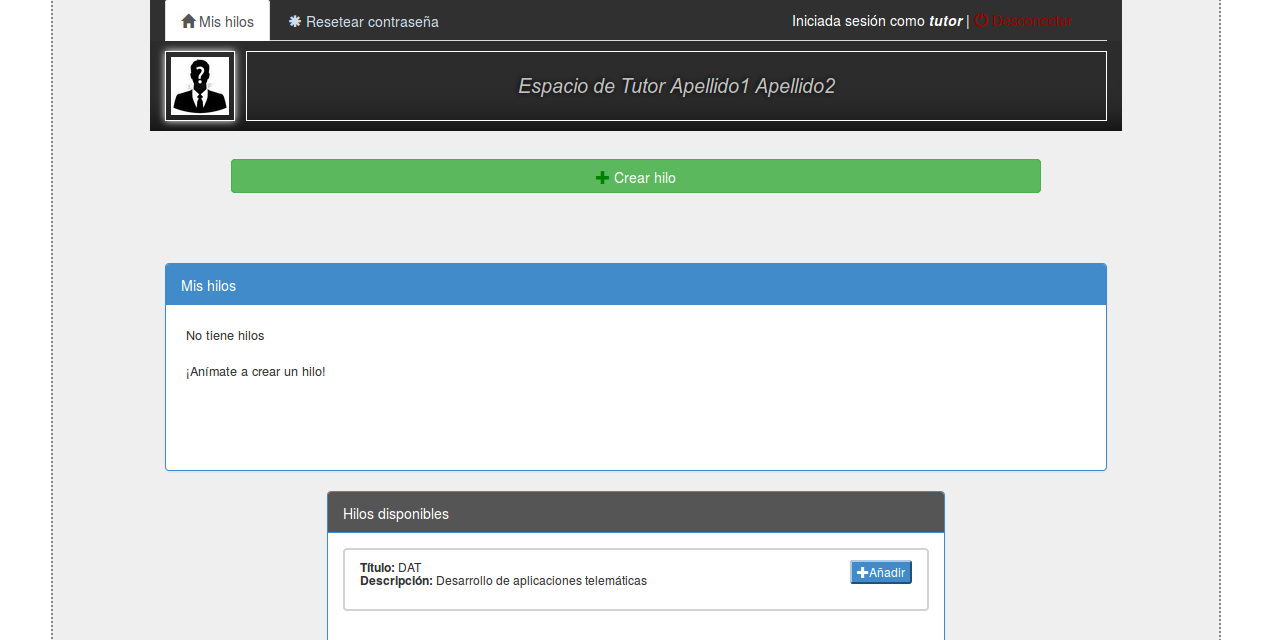 Mis hilos
Resetear contraseña
Iniciada sesión como tutor | Desconectar
Espacio de Tutor Apellido1 Apellido2
Crear hilo
Mis hilos
No tiene hilos
¡Anímate a crear un hilo!
Hilos disponibles
Título: DAT
Añadir
Descripción: Desarrollo de aplicaciones telemáticas